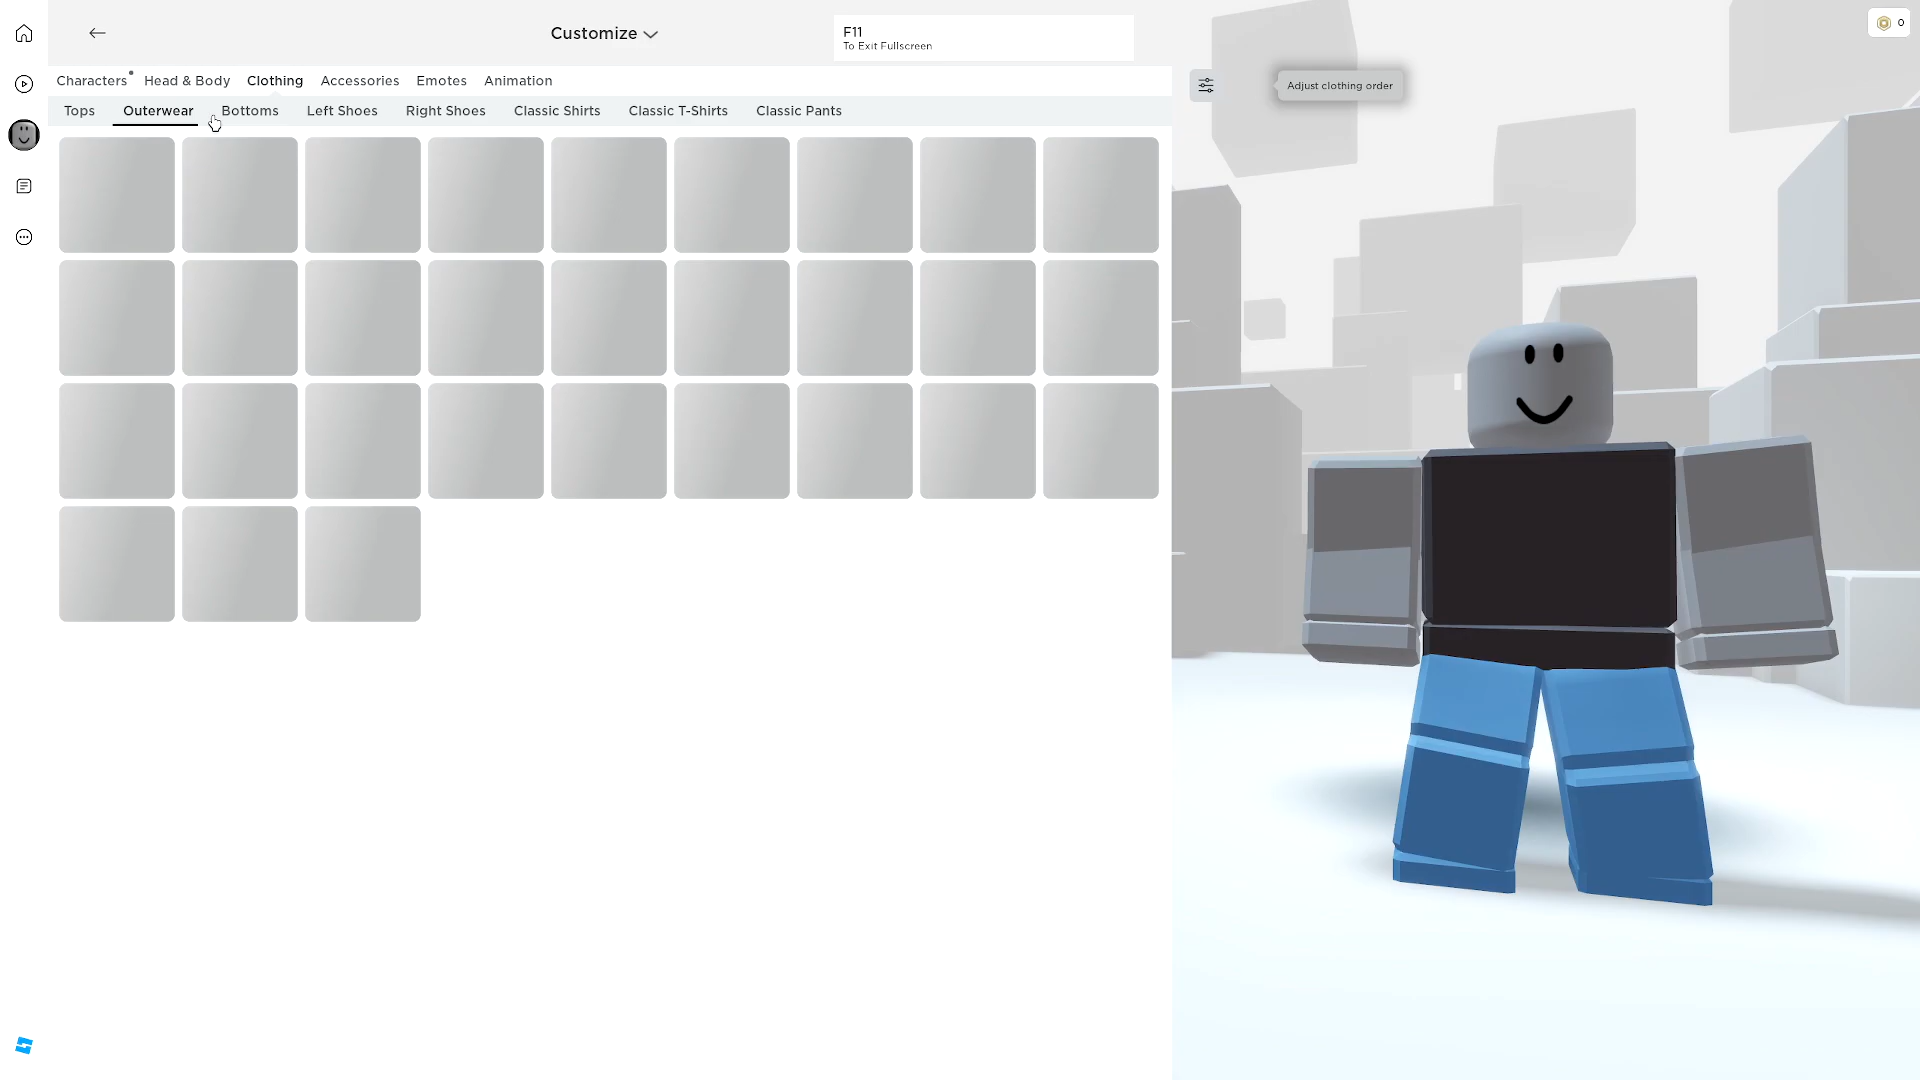 Customize
F11
To Exit Fullscreen
0
Characters Head & Body Clothing Accessories Emotes Animation
Adjust clothing order
Tops Outerwear Bottoms Left Shoes Right Shoes Classic Shirts Classic T-Shirts Classic Pants